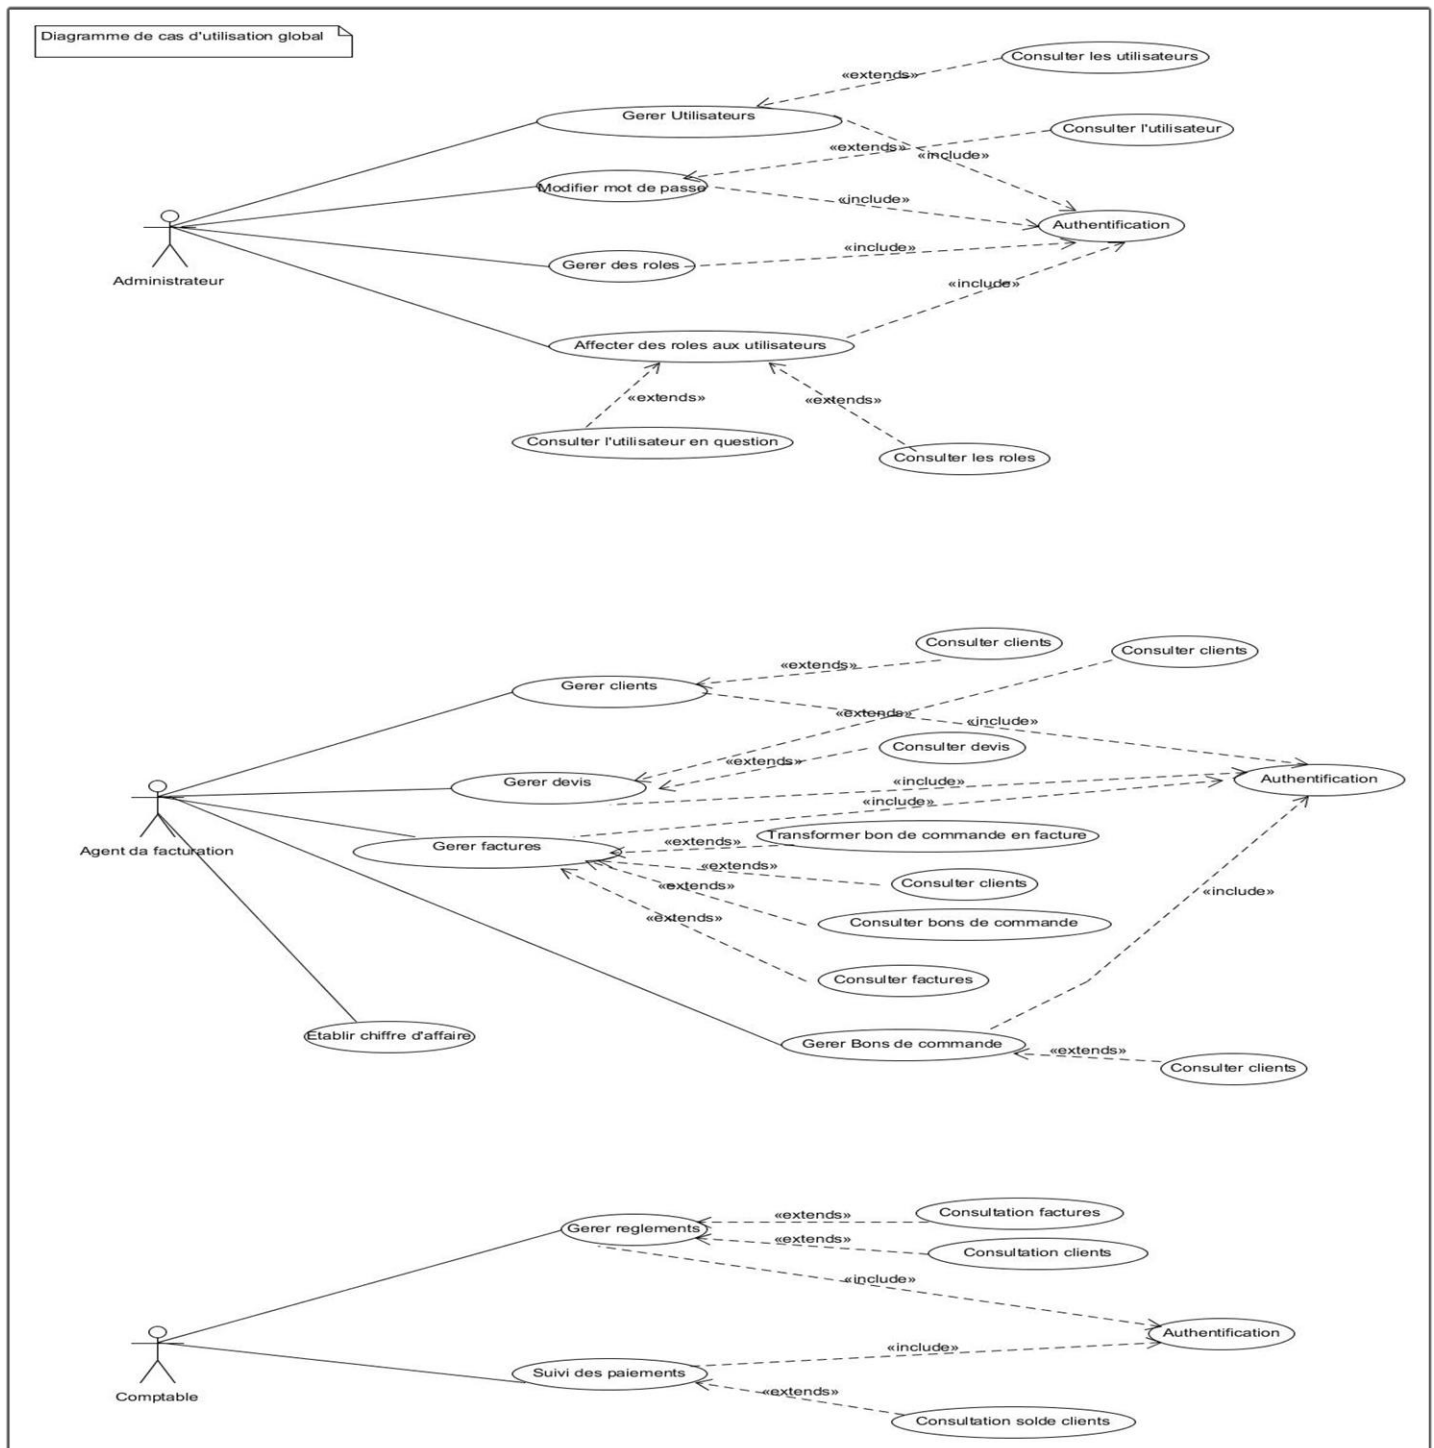 Diagramme de cas d'utilisation global
Consulter les utilisateurs
«extends»
Gerer Utilisateurs
Consulter l'utilisateur
«extends»
«include»
Modifier mot de passe
«include»
Authentification
«include»
Gerer des roles
Administrateur
«include»
Affecter des roles aux utilisateurs
«extends»
«extends»
Consulter l'utilisateur en question
Consulter les roles
Consulter clients
Consulter clients
«extends»
Gerer clients
«extends»
«include»
Consulter devis
«extends»
Gerer devis
«include»
Authentification
«include»
Transformer bon de commande en facture
«extends»
Gerer factures
Agent da facturation
«extends»
Consulter clients
«extends»
«include»
«extends»
Consulter bons de commande
Consulter factures
Etablir chiffre d'affaire
Gerer Bons de commande
«extends»
Consulter clients
Consultation factures
«extends»
Gerer reglements
«extends»
Consultation clients
«include»
Authentification
«include»
Suivi des paiements
Comptable
«extends»
Consultation solde clients